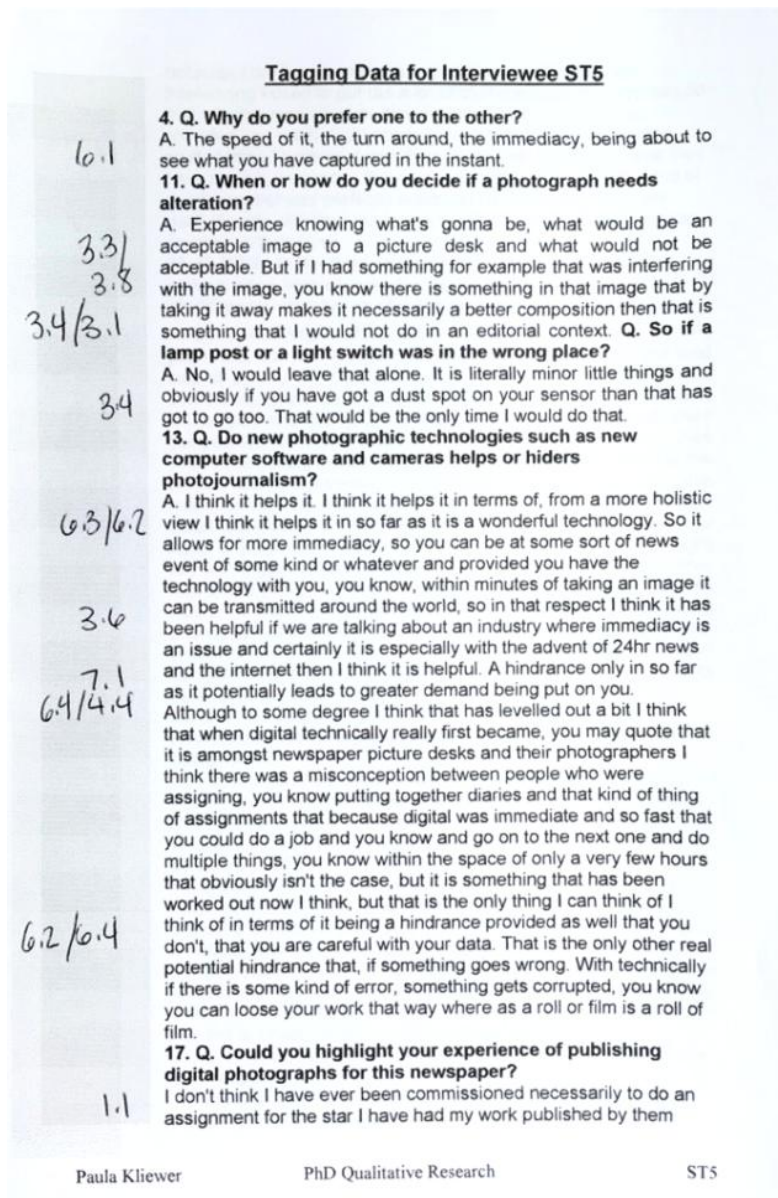 Tagging Data for Interviewee ST5
4. Q. Why do you prefer one to the other?
6.1
A. The speed of it, the turn around, the immediacy, being about to
see what you have captured in the instant.
11. Q. When or how do you decide if a photograph needs
alteration?
A. Experience knowing what's gonna be, what would be an
3.3/
acceptable image to a picture desk and what would not be
acceptable. But if I had something for example that was interfering
3.8
with the image, you know there is something in that image that by
taking it away makes it necessarily a better composition then that is
3.4/3.1
something that I would not do in an editorial context. Q. So if a
lamp post or a light switch was in the wrong place?
A. No, I would leave that alone. It is literally minor little things and
3.4
obviously if you have got a dust spot on your sensor than that has
got to go too. That would be the only time I would do that.
13. Q. Do new photographic technologies such as new
computer software and cameras helps or hiders
photojournalism?
A. I think it helps it. I think it helps it in terms of, from a more holistic
6.3/6.2
view I think it helps it in so far as it is a wonderful technology. So it
allows for more immediacy, so you can be at some sort of news
event of some kind or whatever and provided you have the
technology with you, you know, within minutes of taking an image it
3.6
can be transmitted around the world, so in that respect I think it has
been helpful if we are talking about an industry where immediacy is
an issue and certainly it is especially with the advent of 24hr news
7.1
and the internet then I think it is helpful. A hindrance only in so far
as it potentially leads to greater demand being put on you.
6.4/4.4
Although to some degree I think that has levelled out a bit I think
that when digital technically really first became, you may quote that
it is amongst newspaper picture desks and their photographers I
think there was a misconception between people who were
assigning, you know putting together diaries and that kind of thing
of assignments that because digital was immediate and so fast that
you could do a job and you know and go on to the next one and do
multiple things, you know within the space of only a very few hours
that obviously isn't the case, but it is something that has been
worked out now I think, but that is the only thing I can think of I
6.2/6.4
think of in terms of it being a hindrance provided as well that you
don't, that you are careful with your data. That is the only other real
potential hindrance that, if something goes wrong. With technically
if there is some kind of error, something gets corrupted, you know
you can loose your work that way where as a roll or film is a roll of
film.
17. Q. Could you highlight your experience of publishing
digital photographs for this newspaper?
1.1
I don't think I have ever been commissioned necessarily to do an
assignment for the star I have had my work published by them
Paula Kliewer PhD Qualitative Research ST5